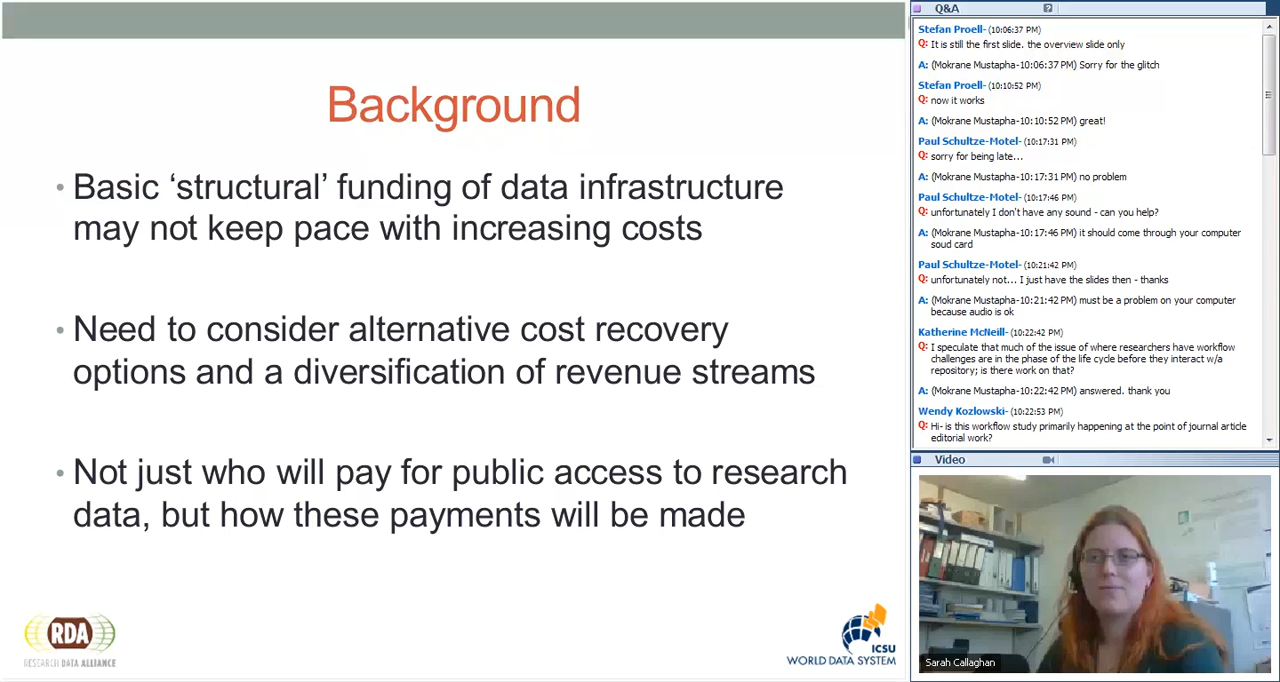 Background
• Basic ‘structural’ funding of data infrastructure
may not keep pace with increasing costs
• Need to consider alternative cost recovery
options and a diversification of revenue streams
• Not just who will pay for public access to research
data, but how these payments will be made
RDA
RESEARCH DATA ALLIANCE
ICSU
WORLD DATA SYSTEM
Q&A
Stefan Proell- (10:06:37 PM)
Q: It is still the first slide. the overview slide only
A: (Mokrane Mustapha-10:06:37 PM) Sorry for the glitch
Stefan Proell- (10:10:52 PM)
Q: now it works
A: (Mokrane Mustapha-10:10:52 PM) great!
Paul Schultze-Motel- (10:17:31 PM)
Q: sorry for being late...
A: (Mokrane Mustapha-10:17:31 PM) no problem
Paul Schultze-Motel- (10:17:46 PM)
Q: unfortunately I don't have any sound - can you help?
A: (Mokrane Mustapha-10:17:46 PM) it should come through your computer
soud card
Paul Schultze-Motel- (10:21:42 PM)
Q: unfortunately not... I just have the slides then - thanks
A: (Mokrane Mustapha-10:21:42 PM) must be a problem on your computer
because audio is ok
Katherine McNeill- (10:22:42 PM)
Q: I speculate that much of the issue of where researchers have workflow
challenges are in the phase of the life cycle before they interact w/a
repository; is there work on that?
A: (Mokrane Mustapha-10:22:42 PM) answered. thank you
Wendy Kozlowski- (10:22:53 PM)
Q: Hi- is this workflow study primarily happening at the point of journal article
editorial work?
Video
Sarah Callaghan